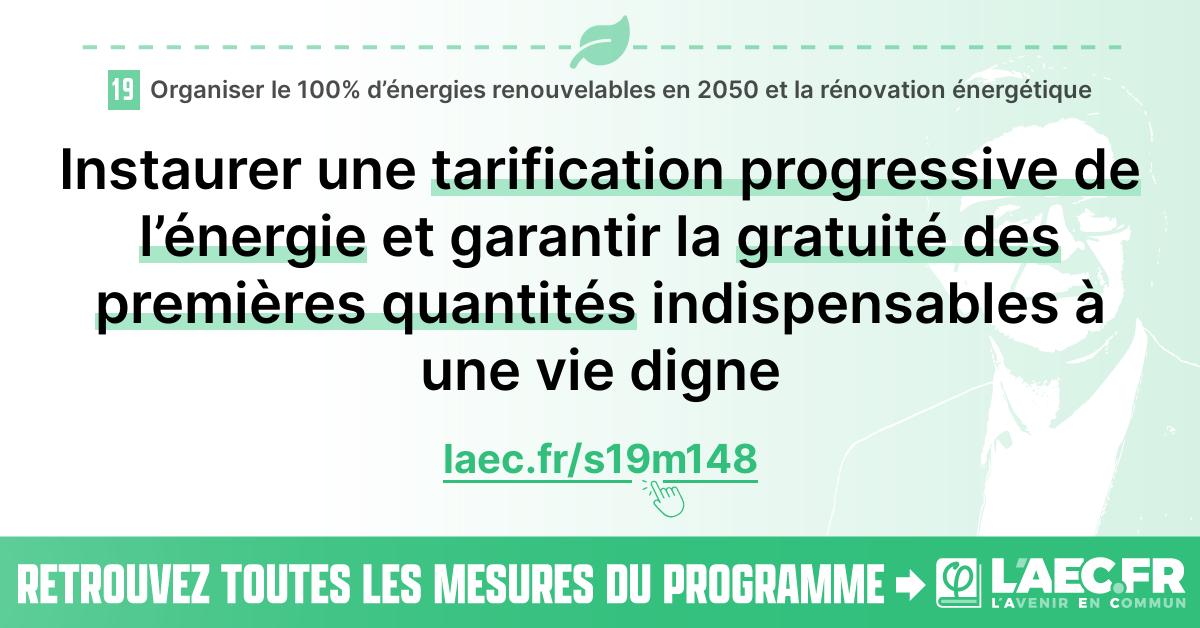 19 Organiser le 100% d’énergies renouvelables en 2050 et la rénovation énergétique
Instaurer une tarification progressive de
l’énergie et garantir la gratuité des
premières quantités indispensables à
une vie digne
laec.fr/s19m148
RETROUVEZ TOUTES LES MESURES DU PROGRAMME
φ L'AEC.FR
L'AVENIR EN COMMUN